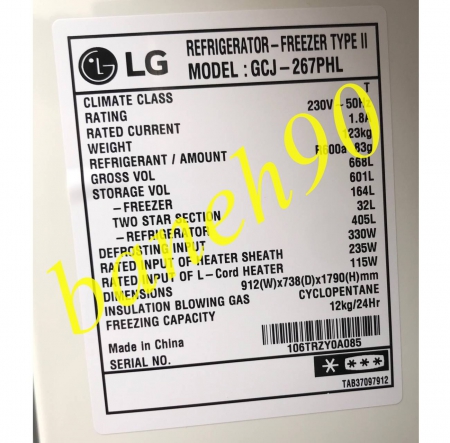 LG
REFRIGERATOR-FREEZER TYPE II
MODEL : GCJ-267PHL
CLIMATE CLASS T
RATING 230V ~ 50Hz
RATED CURRENT 1.8A
WEIGHT 123kg
REFRIGERANT / AMOUNT R600a 83g
GROSS VOL 668L
STORAGE VOL 601L
-FREEZER 164L
TWO STAR SECTION 32L
-REFRIGERATOR 405L
DEFROSTING INPUT 330W
RATED INPUT OF HEATER SHEATH 235W
RATED INPUT OF L-Cord HEATER 115W
DIMENSIONS 912(W)x738(D)x1790(H)mm
INSULATION BLOWING GAS CYCLOPENTANE
FREEZING CAPACITY 12kg/24Hr
Made in China
SERIAL NO. 106TRZY0A085
TAB37097912
baneh90